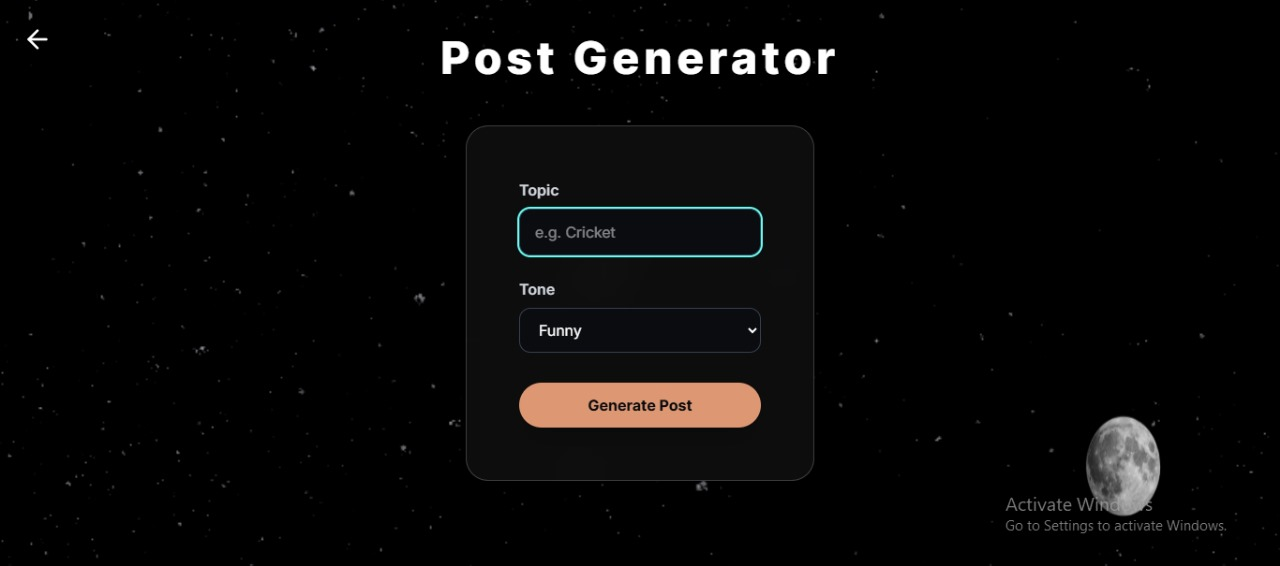 Post Generator
Topic
e.g. Cricket
Tone
Funny
Generate Post
Activate Windows
Go to Settings to activate Windows.